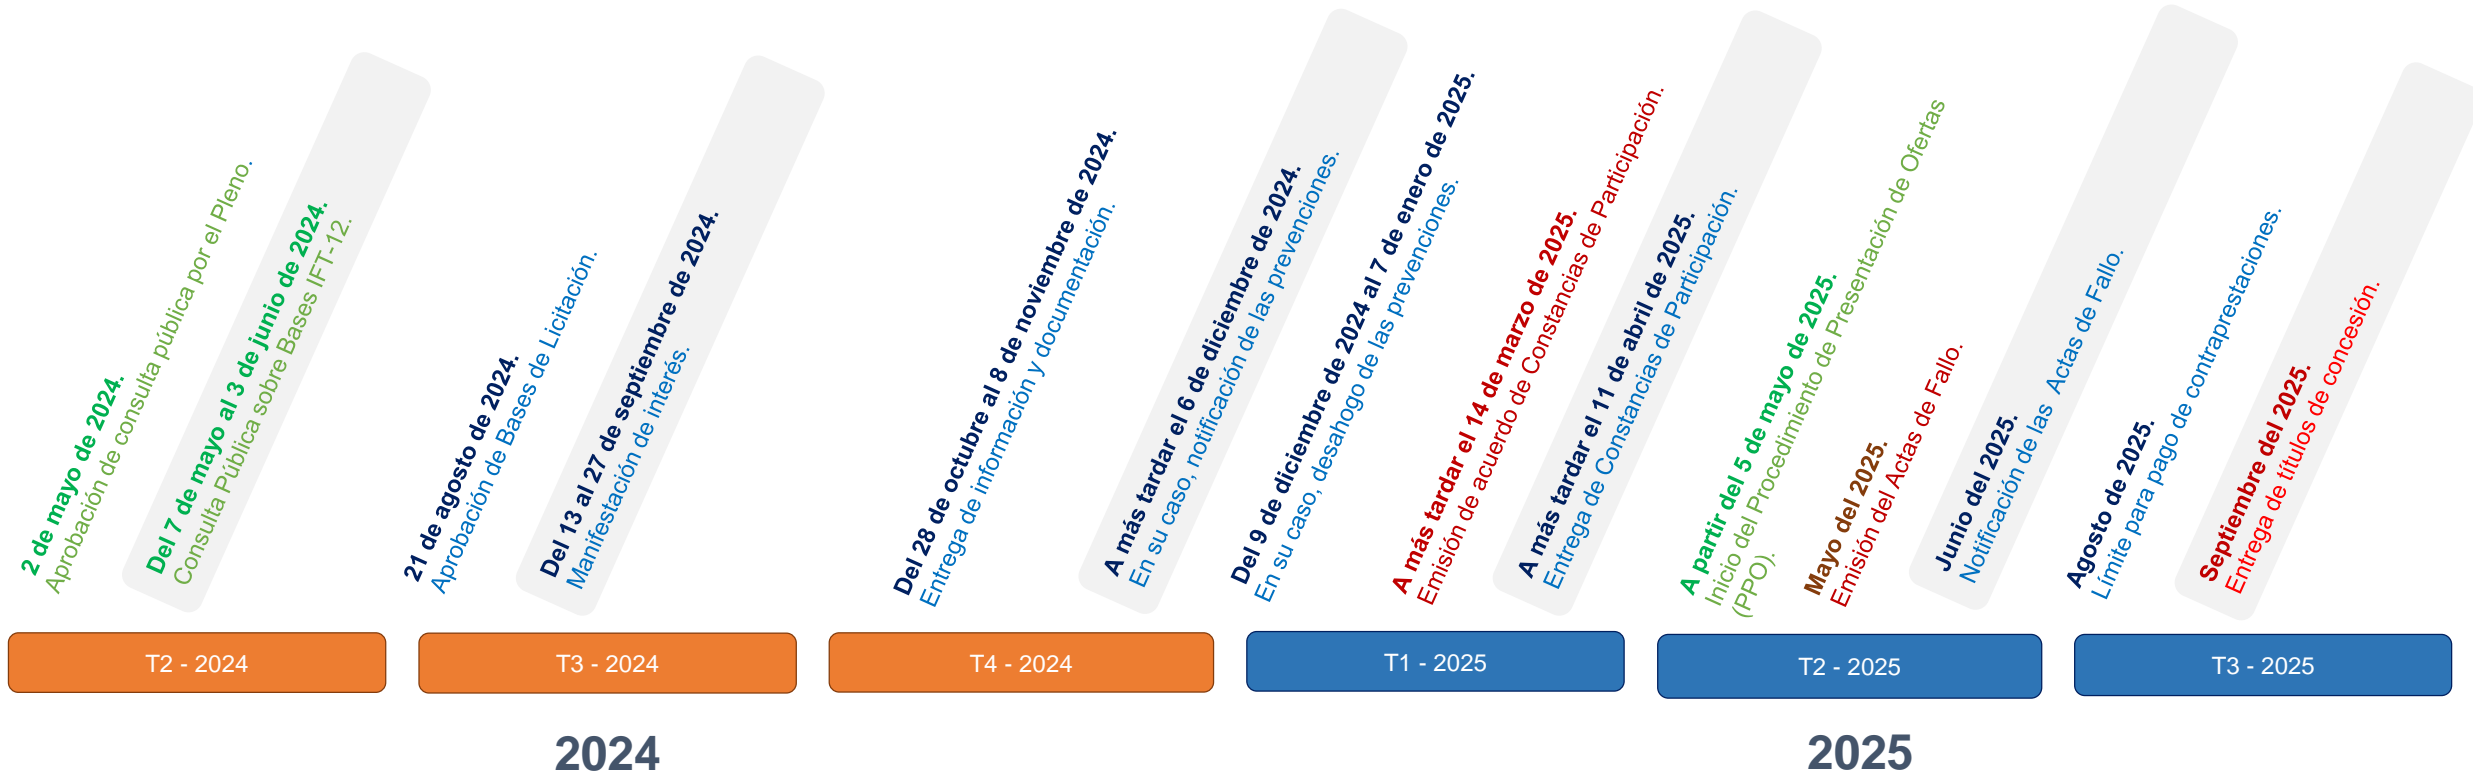 2 de mayo de 2024.
Aprobación de consulta pública por el Pleno.
Del 7 de mayo al 3 de junio de 2024.
Consulta Pública sobre Bases IFT-12.
21 de agosto de 2024.
Aprobación de Bases de Licitación.
Del 13 al 27 de septiembre de 2024.
Manifestación de interés.
Del 28 de octubre al 8 de noviembre de 2024.
Entrega de información y documentación.
A más tardar el 6 de diciembre de 2024.
En su caso, notificación de las prevenciones.
Del 9 de diciembre de 2024 al 7 de enero de 2025.
En su caso, desahogo de las prevenciones.
A más tardar el 14 de marzo de 2025.
Emisión de acuerdo de Constancias de Participación.
A más tardar el 11 de abril de 2025.
Entrega de Constancias de Participación.
A partir del 5 de mayo de 2025.
Inicio del Procedimiento de Presentación de Ofertas
(PPO).
Mayo del 2025.
Emisión del Actas de Fallo.
Junio del 2025.
Notificación de las Actas de Fallo.
Agosto de 2025.
Límite para pago de contraprestaciones.
Septiembre del 2025.
Entrega de títulos de concesión.
T2 - 2024
T3 - 2024
T4 - 2024
T1 - 2025
T2 - 2025
T3 - 2025
2024
2025